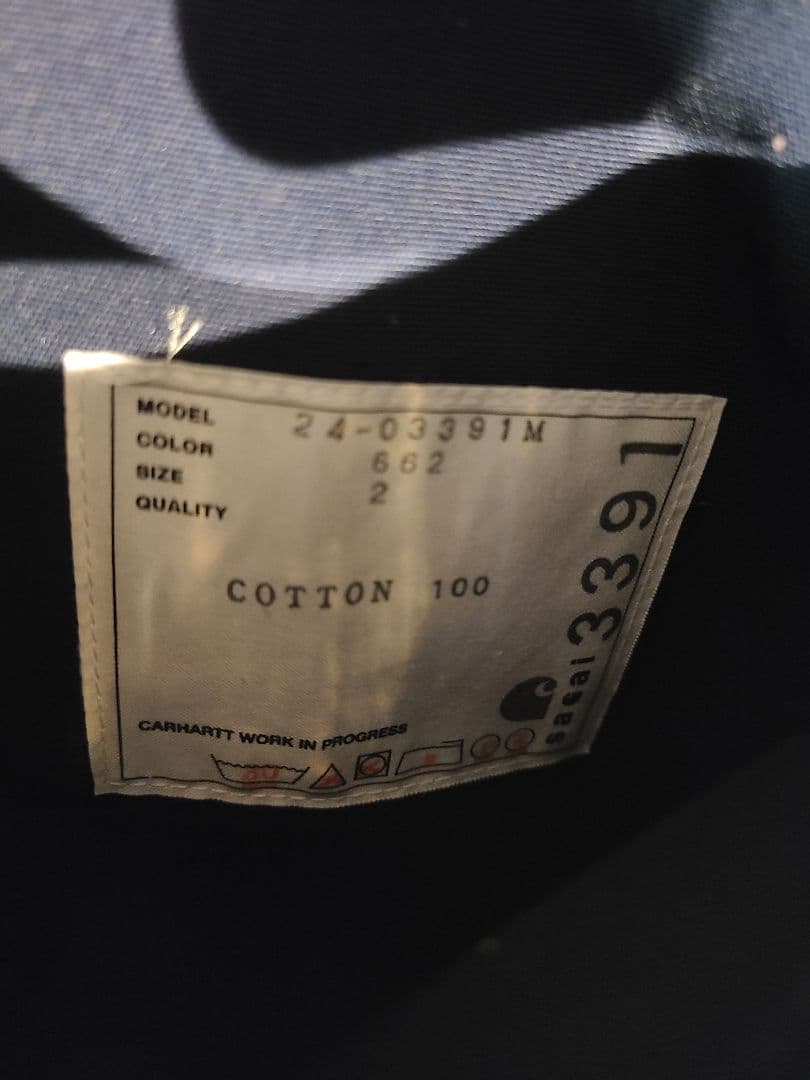 MODEL 24-03391M
COLOR 662
SIZE 2
QUALITY
COTTON 100
CARHARTT WORK IN PROGRESS
sacai 3391